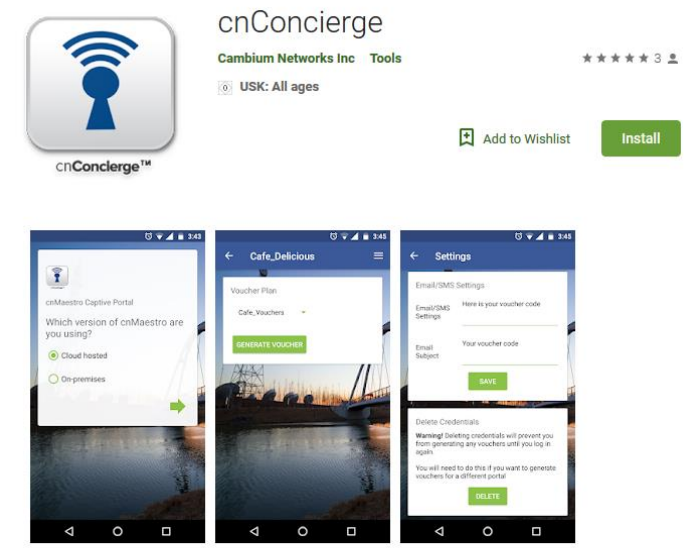 cnConcierge
Cambium Networks Inc Tools
3
0 USK: All ages
Add to Wishlist
Install
cnConcierge™
3:43
cnMaestro Captive Portal
Which version of cnMaestro are
you using?
Cloud hosted
On-premises
3:45
Cafe_Delicious
Voucher Plan
Cafe_Vouchers
GENERATE VOUCHER
3:45
Settings
Email/SMS Settings
Email/SMS
Settings
Here is your voucher code
Email
Subject
Your voucher code
SAVE
Delete Credentials
Warning! Deleting credentials will prevent you
from generating any vouchers until you log in
again
You will need to do this if you want to generate
vouchers for a different portal
DELETE